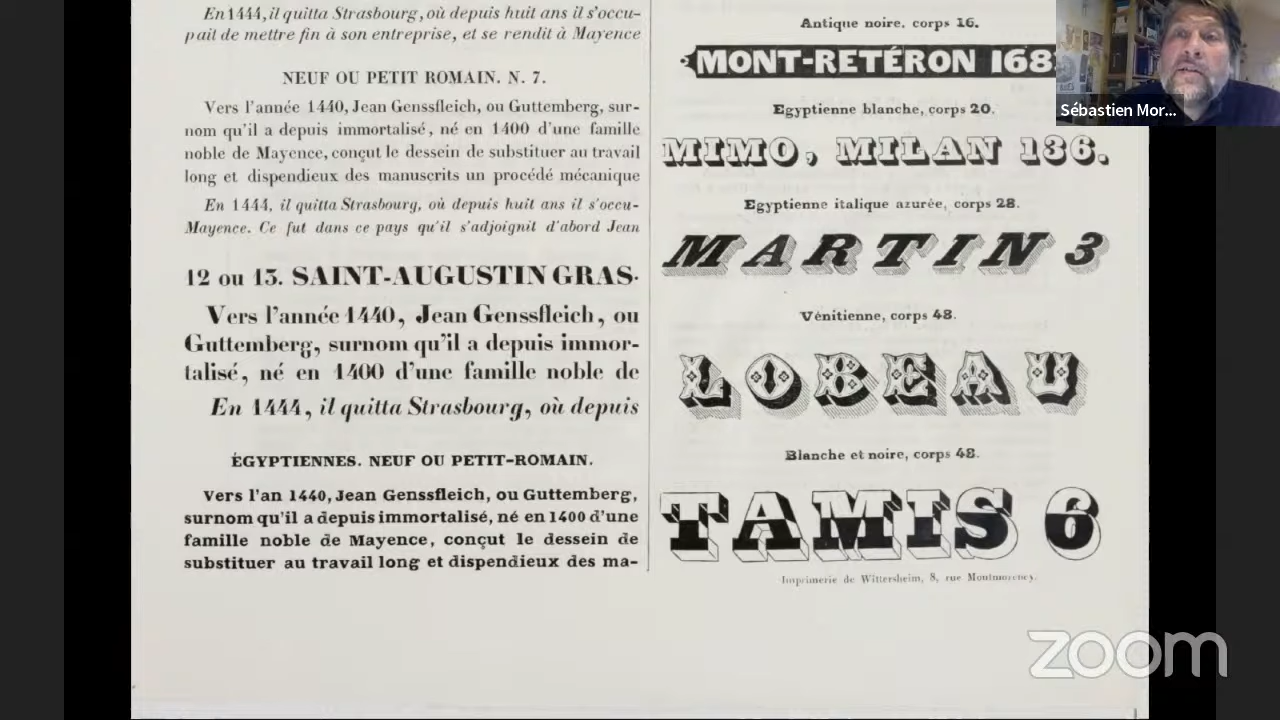 En 1444, il quitta Strasbourg, où depuis huit ans il s'occu-
pait de mettre fin à son entreprise, et se rendit à Mayence
NEUF OU PETIT ROMAIN. N. 7.
Vers l'année 1440, Jean Genssfleich, ou Guttemberg, sur-
nom qu'il a depuis immortalisé, né en 1400 d'une famille
noble de Mayence, conçut le dessein de substituer au travail
long et dispendieux des manuscrits un procédé mécanique
En 1444, il quitta Strasbourg, où depuis huit ans il s'occu-
Mayence. Ce fut dans ce pays qu'il s'adjoignit d'abord Jean
12 ou 13. SAINT-AUGUSTIN GRAS.
Vers l'année 1440, Jean Genssfleich, ou
Guttemberg, surnom qu'il a depuis immor-
talisé, né en 1400 d'une famille noble de
En 1444, il quitta Strasbourg, où depuis
ÉGYPTIENNES. NEUF OU PETIT-ROMAIN.
Vers l'an 1440, Jean Genssfleich, ou Guttemberg,
surnom qu'il a depuis immortalisé, né en 1400 d'une
famille noble de Mayence, conçut le dessein de
substituer au travail long et dispendieux des ma-
Antique noire, corps 16.
MONT-RETÉRON 168
Egyptienne blanche, corps 20.
MIMO, MILAN 136.
Egyptienne italique azurée, corps 28.
MARTIN 3
Vénitienne, corps 48.
LOBEAU
Blanche et noire, corps 48.
TAMIS 6
Imprimerie de Wittersheim, 8, rue Montmorency.
Sébastien Mor...
zoom